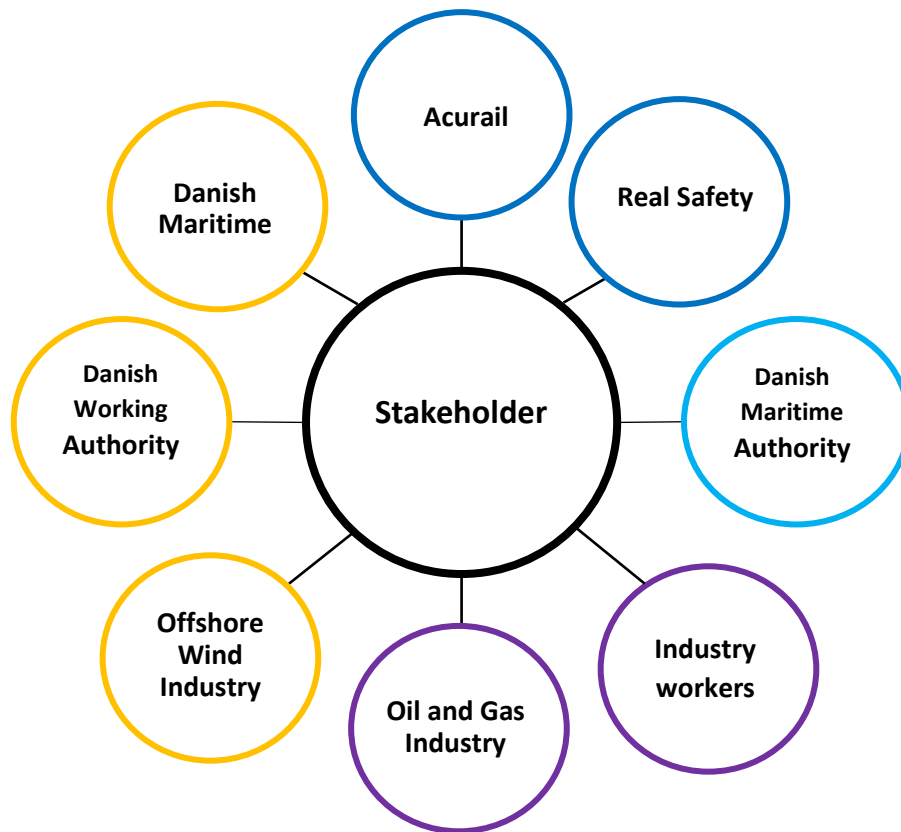 Acurail
Real Safety
Danish
Maritime
Authority
Industry
workers
Oil and Gas
Industry
Offshore
Wind
Industry
Danish
Working
Authority
Danish
Maritime
Stakeholder